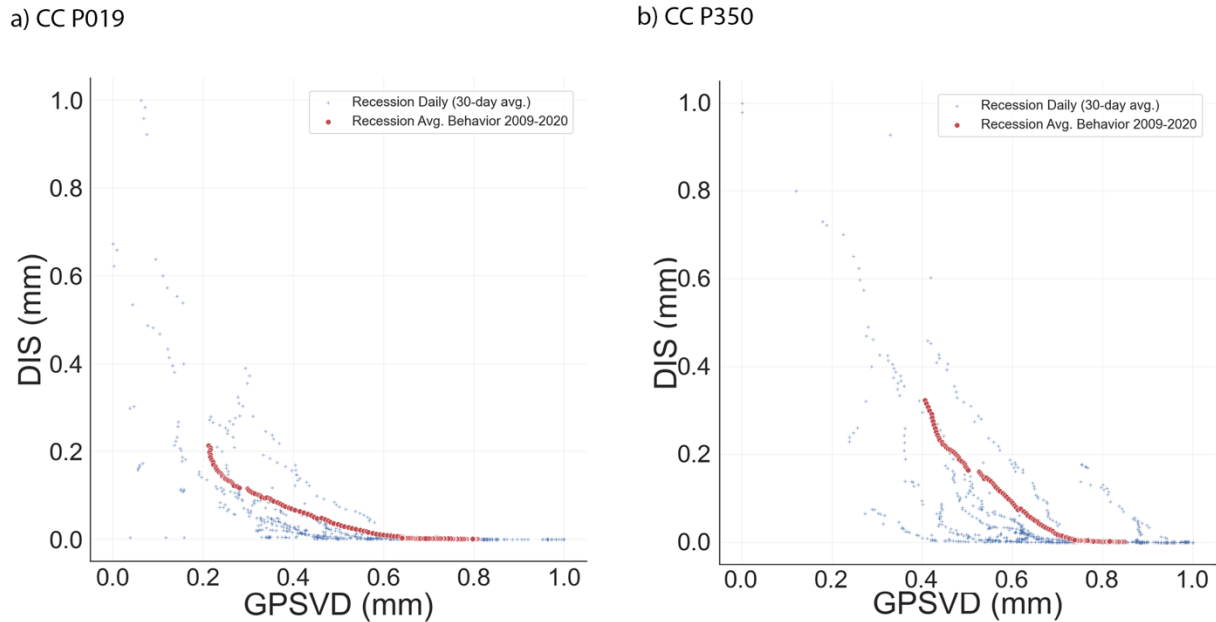 a) CC P019
b) CC P350
Recession Daily (30-day avg.)
Recession Avg. Behavior 2009-2020
1.0
0.8
0.6
0.4
0.2
0.0
DIS (mm)
0.0 0.2 0.4 0.6 0.8 1.0
GPSVD (mm)
Recession Daily (30-day avg.)
Recession Avg. Behavior 2009-2020
1.0
0.8
0.6
0.4
0.2
0.0
DIS (mm)
0.0 0.2 0.4 0.6 0.8 1.0
GPSVD (mm)